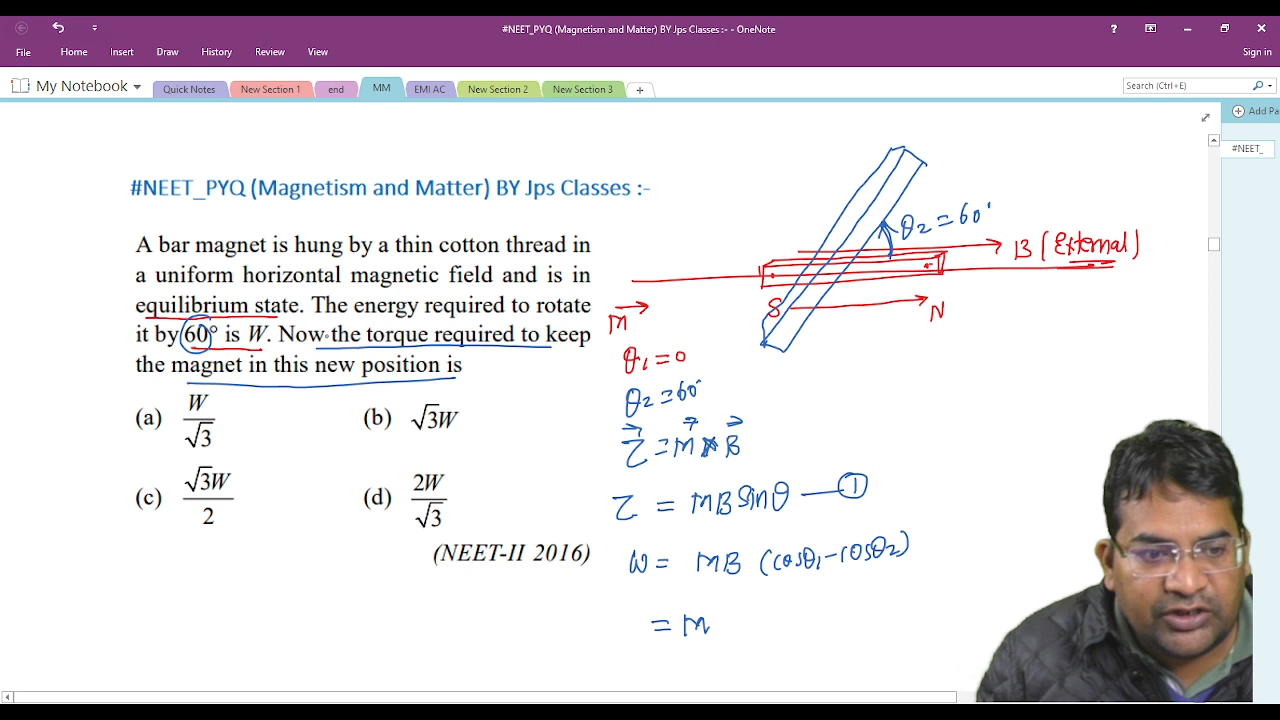 #NEET_PYQ (Magnetism and Matter) BY Jps Classes :- - OneNote
File Home Insert Draw History Review View
Sign in
My Notebook
Quick Notes New Section 1 end MM EMI AC New Section 2 New Section 3 +
Search (Ctrl+E)
Add Pa
#NEET_
#NEET_PYQ (Magnetism and Matter) BY Jps Classes :-
A bar magnet is hung by a thin cotton thread in
a uniform horizontal magnetic field and is in
equilibrium state. The energy required to rotate
it by 60° is W. Now the torque required to keep
the magnet in this new position is
(a) W/√3
(b) √3W
(c) √3W/2
(d) 2W/√3
(NEET-II 2016)
θ2 = 60°
B (External)
S N
M
θ1 = 0
θ2 = 60°
τ = M × B
τ = MB sinθ — 1
W = MB (cosθ1 - cosθ2)
= M